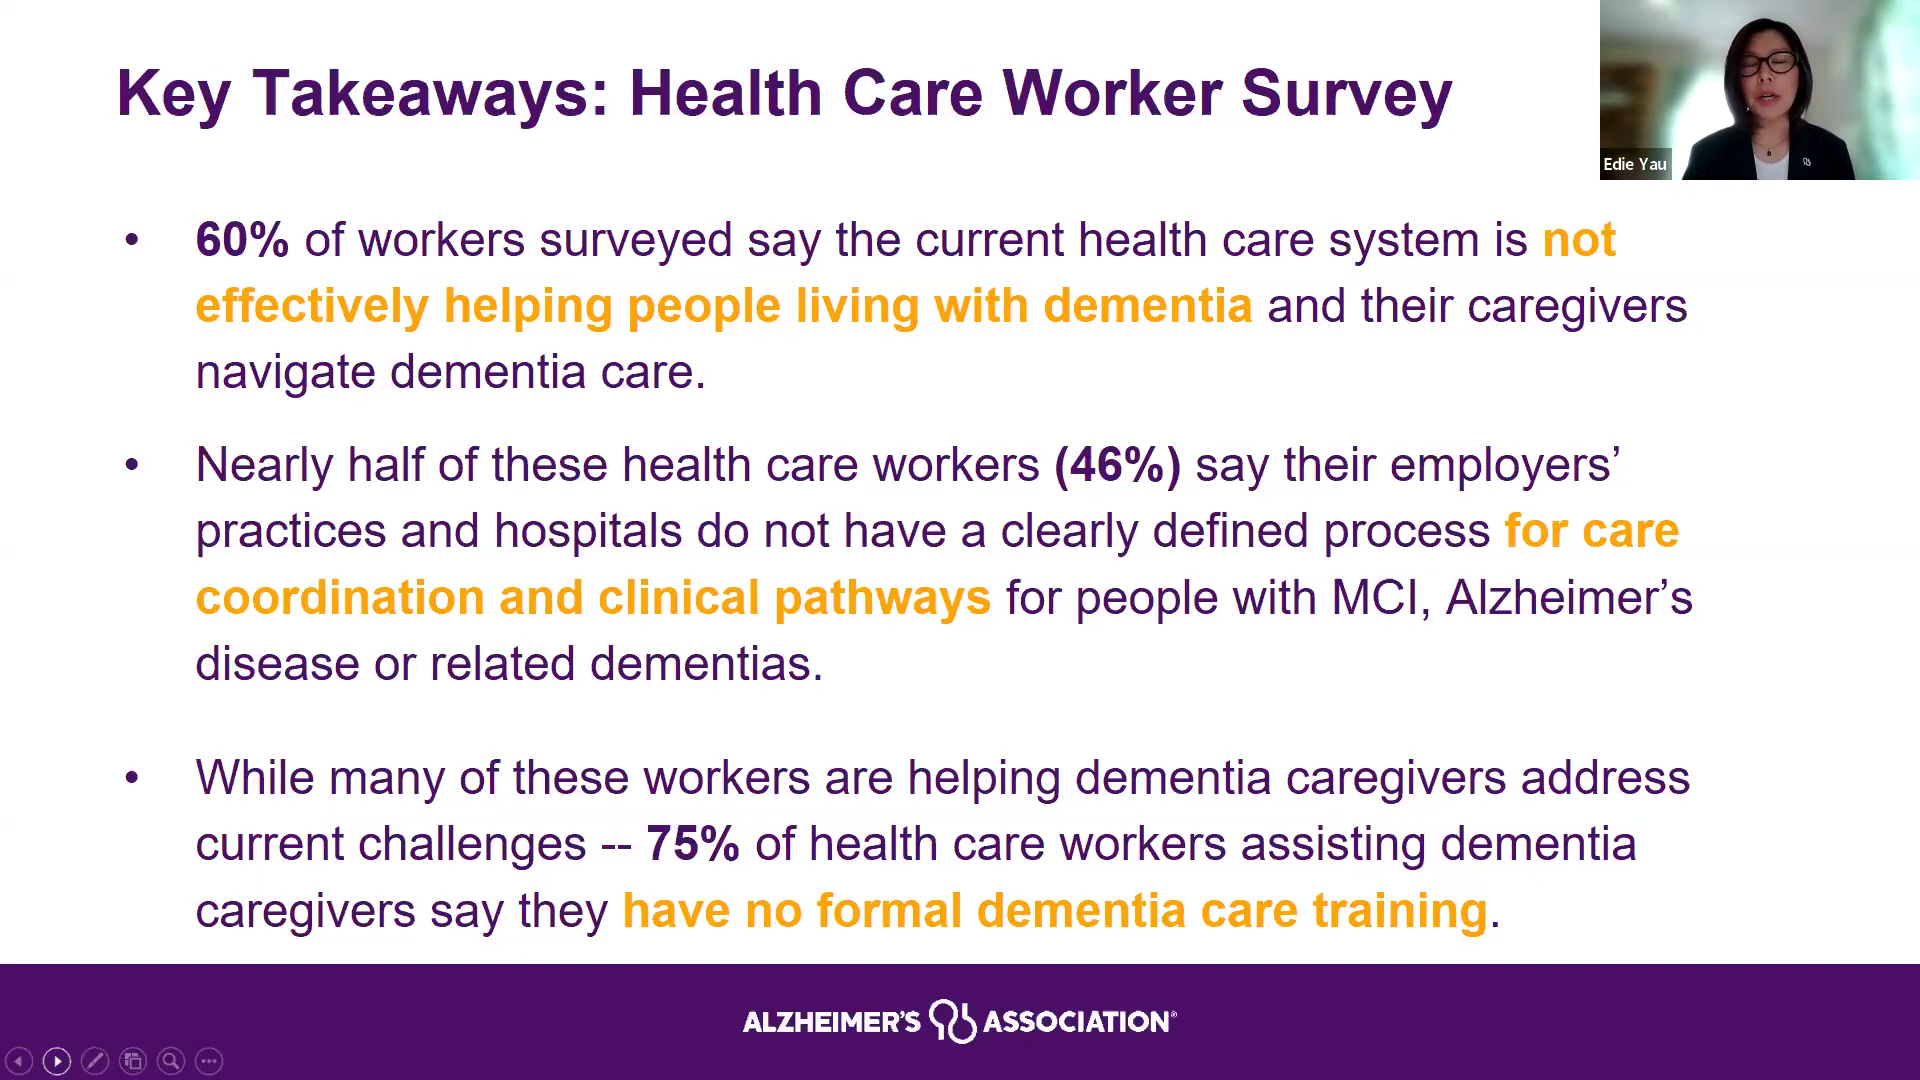 Key Takeaways: Health Care Worker Survey
Edie Yau
• 60% of workers surveyed say the current health care system is not
effectively helping people living with dementia and their caregivers
navigate dementia care.
• Nearly half of these health care workers (46%) say their employers’
practices and hospitals do not have a clearly defined process for care
coordination and clinical pathways for people with MCI, Alzheimer’s
disease or related dementias.
• While many of these workers are helping dementia caregivers address
current challenges -- 75% of health care workers assisting dementia
caregivers say they have no formal dementia care training.
ALZHEIMER’S ASSOCIATION®